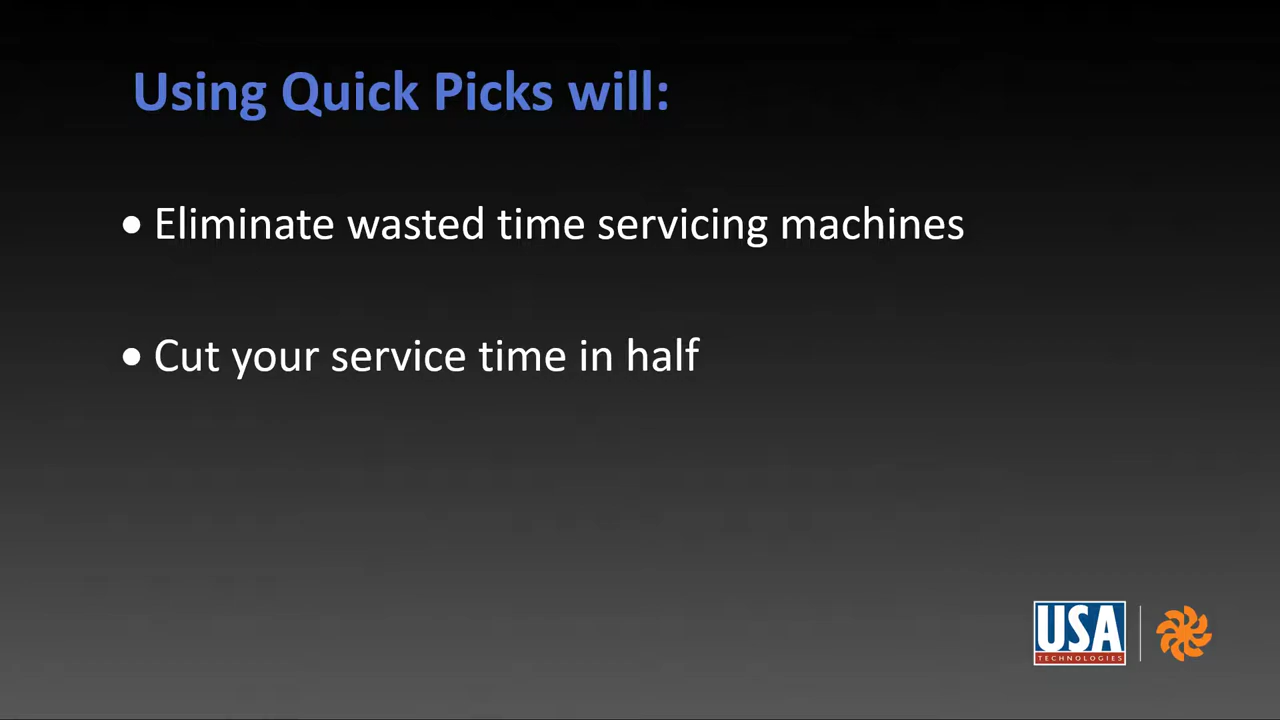 Using Quick Picks will:
• Eliminate wasted time servicing machines
• Cut your service time in half
USA
TECHNOLOGIES